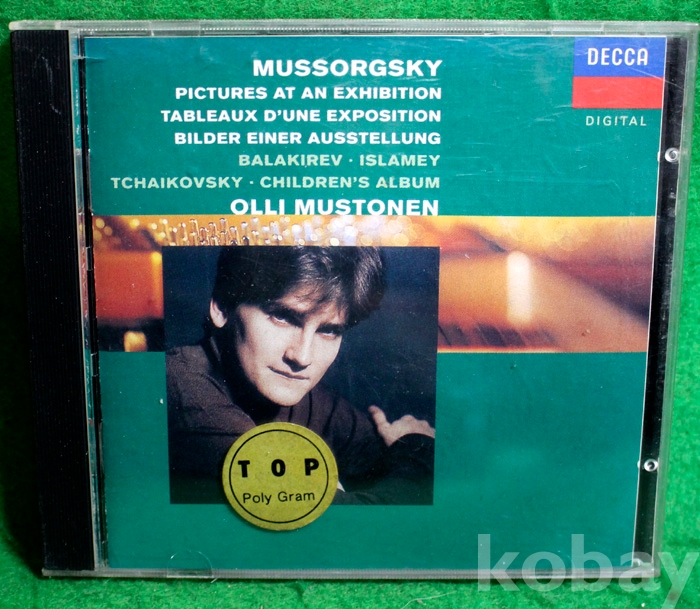 MUSSORGSKY
PICTURES AT AN EXHIBITION
TABLEAUX D'UNE EXPOSITION
BILDER EINER AUSSTELLUNG
BALAKIREV · ISLAMEY
TCHAIKOVSKY · CHILDREN'S ALBUM
OLLI MUSTONEN
DECCA
DIGITAL
TOP
Poly Gram
kobay